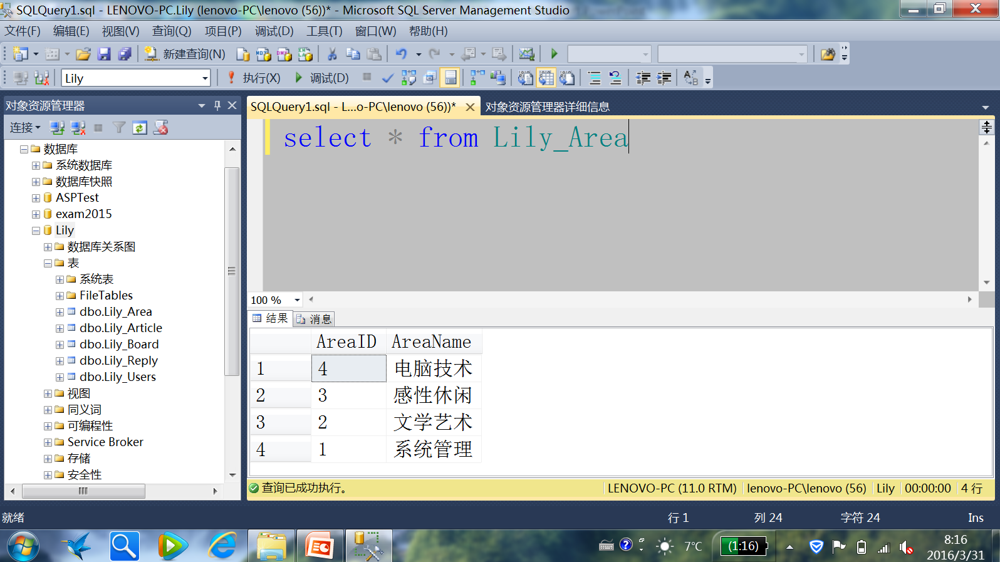 SQLQuery1.sql - LENOVO-PC.Lily (lenovo-PC\lenovo (56))* - Microsoft SQL Server Management Studio
文件(F) 编辑(E) 视图(V) 查询(Q) 项目(P) 调试(D) 工具(T) 窗口(W) 帮助(H)
新建查询(N)
Lily 执行(X) 调试(D)
对象资源管理器
连接
数据库
系统数据库
数据库快照
ASPTest
exam2015
Lily
数据库关系图
表
系统表
FileTables
dbo.Lily_Area
dbo.Lily_Article
dbo.Lily_Board
dbo.Lily_Reply
dbo.Lily_Users
视图
同义词
可编程性
Service Broker
存储
安全性
SQLQuery1.sql - L...o-PC\lenovo (56))* 对象资源管理器详细信息
select * from Lily_Area
100 %
结果 消息
AreaID AreaName
1 4 电脑技术
2 3 感性休闲
3 2 文学艺术
4 1 系统管理
查询已成功执行。 LENOVO-PC (11.0 RTM) lenovo-PC\lenovo (56) Lily 00:00:00 4 行
就绪 行 1 列 24 字符 24 Ins
7°C (1:16) 8:16
2016/3/31